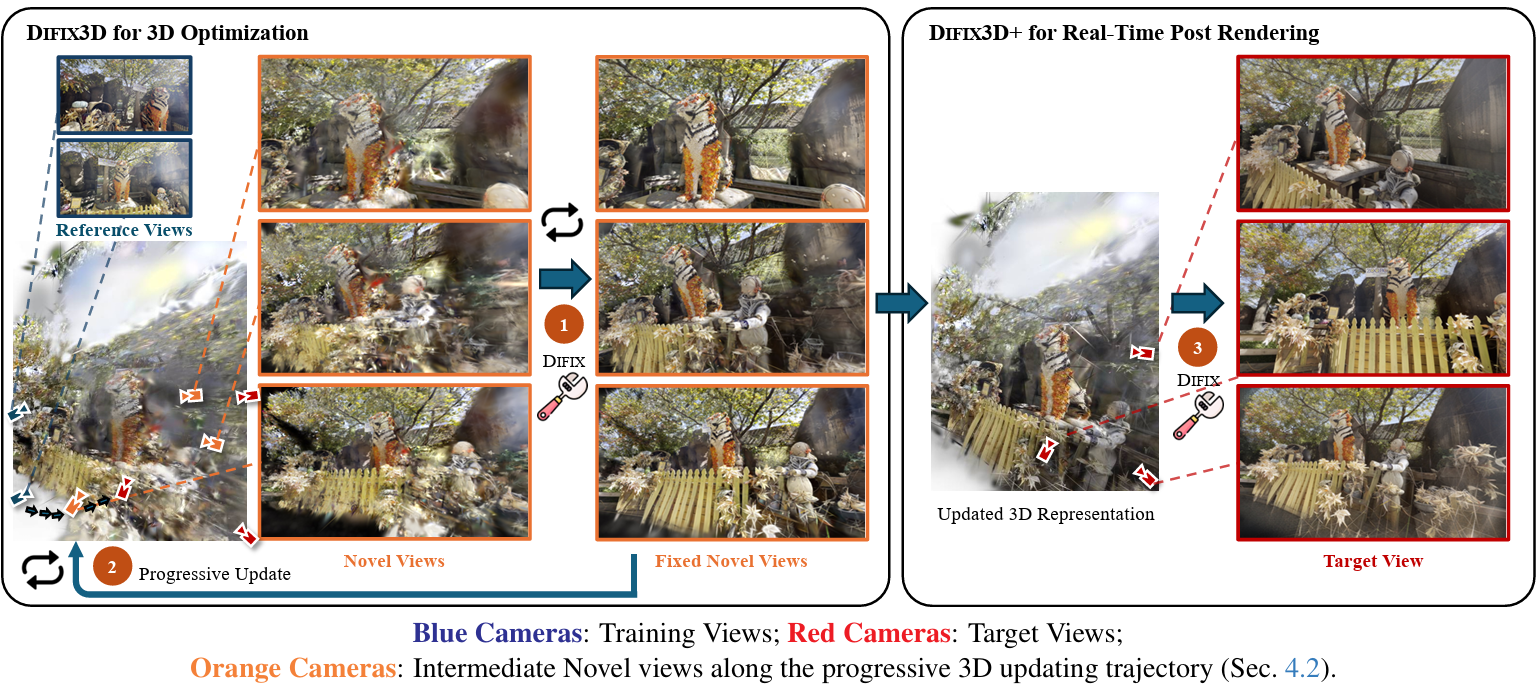 DIFIX3D for 3D Optimization
Reference Views
1
DIFIX
2
Progressive Update
Novel Views
Fixed Novel Views
DIFIX3D+ for Real-Time Post Rendering
Updated 3D Representation
3
DIFIX
Target View
Blue Cameras: Training Views; Red Cameras: Target Views;
Orange Cameras: Intermediate Novel views along the progressive 3D updating trajectory (Sec. 4.2).